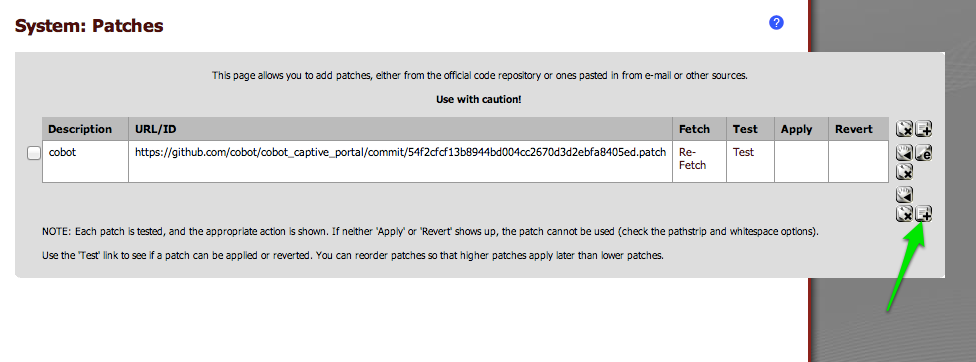 System: Patches
?
This page allows you to add patches, either from the official code repository or ones pasted in from e-mail or other sources.
Use with caution!
Description URL/ID Fetch Test Apply Revert
cobot https://github.com/cobot/cobot_captive_portal/commit/54f2cfcf13b8944bd004cc2670d3d2ebfa8405ed.patch Re- Test
Fetch
e
NOTE: Each patch is tested, and the appropriate action is shown. If neither 'Apply' or 'Revert' shows up, the patch cannot be used (check the pathstrip and whitespace options).
Use the 'Test' link to see if a patch can be applied or reverted. You can reorder patches so that higher patches apply later than lower patches.